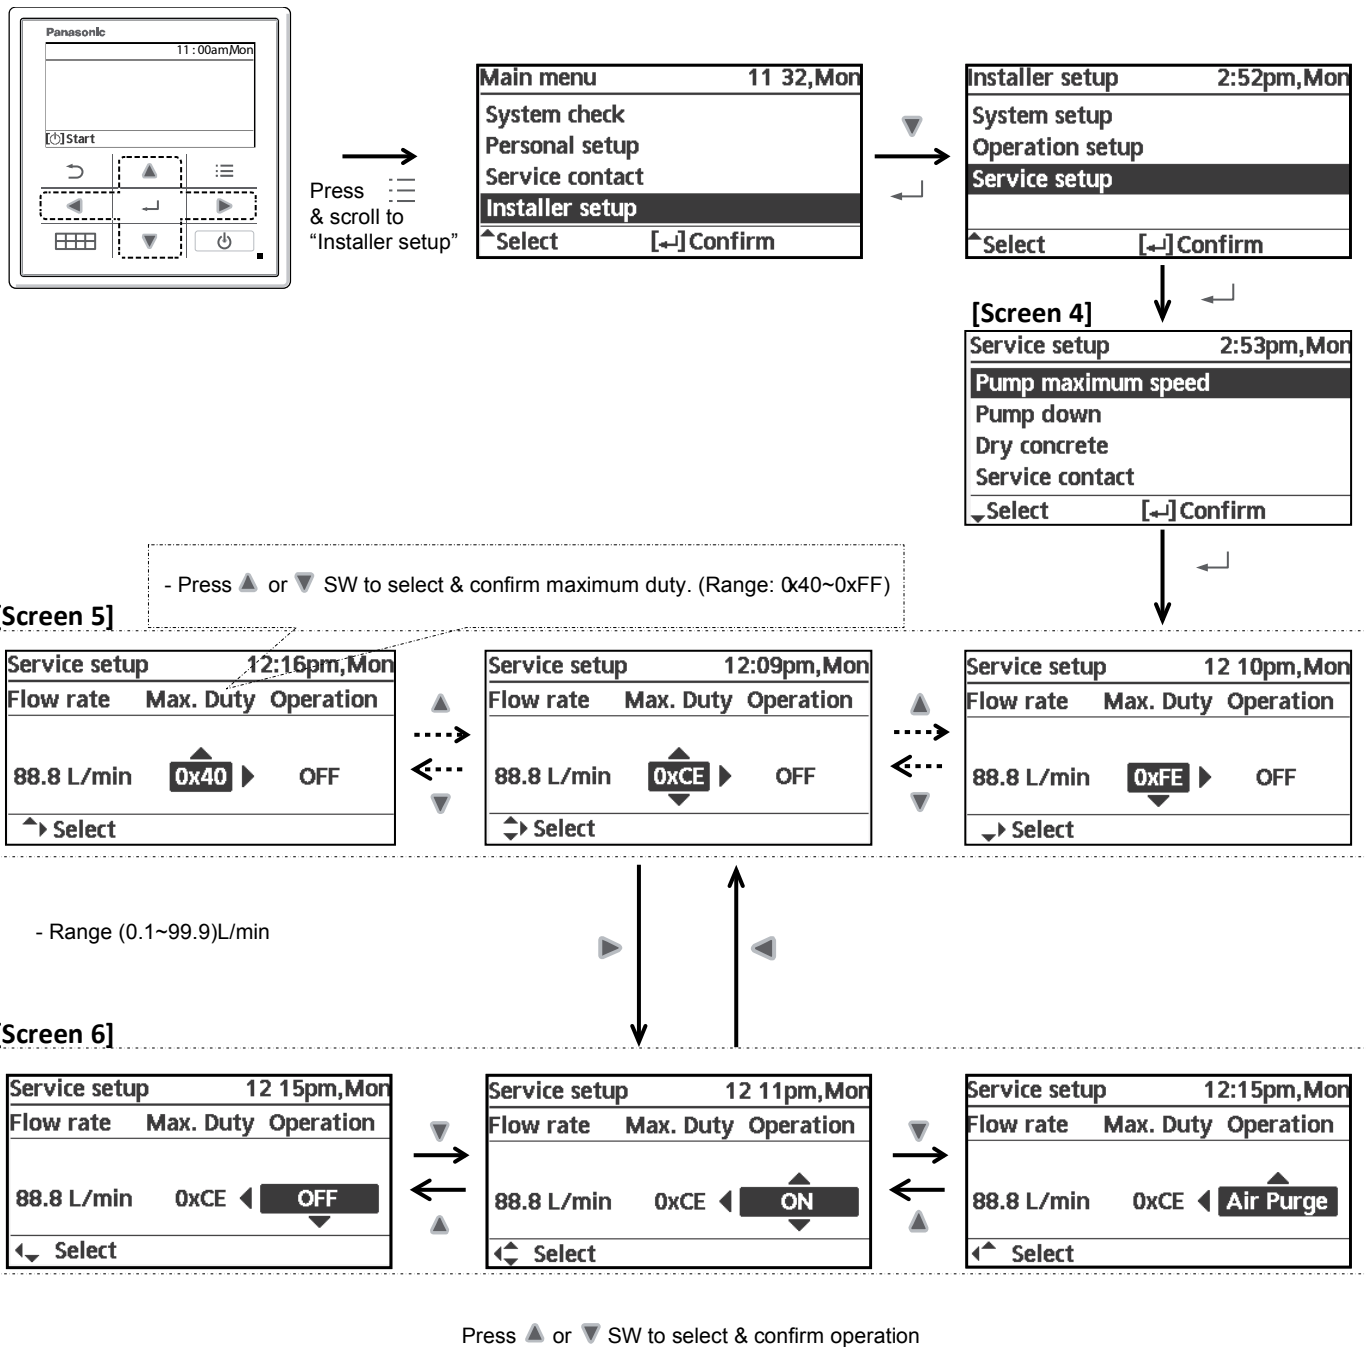 Panasonic
11:00am,Mon
[⏻]Start
Press
& scroll to
“Installer setup”
Main menu 11 32,Mon
System check
Personal setup
Service contact
Installer setup
Select [↵]Confirm
Installer setup 2:52pm,Mon
System setup
Operation setup
Service setup
Select [↵]Confirm
[Screen 4]
Service setup 2:53pm,Mon
Pump maximum speed
Pump down
Dry concrete
Service contact
Select [↵]Confirm
- Press ▲ or ▼ SW to select & confirm maximum duty. (Range: 0x40~0xFF)
[Screen 5]
Service setup 12:16pm,Mon
Flow rate Max. Duty Operation
88.8 L/min 0x40 OFF
Select
Service setup 12:09pm,Mon
Flow rate Max. Duty Operation
88.8 L/min 0xCE OFF
Select
Service setup 12 10pm,Mon
Flow rate Max. Duty Operation
88.8 L/min 0xFE OFF
Select
- Range (0.1~99.9)L/min
[Screen 6]
Service setup 12 15pm,Mon
Flow rate Max. Duty Operation
88.8 L/min 0xCE OFF
Select
Service setup 12 11pm,Mon
Flow rate Max. Duty Operation
88.8 L/min 0xCE ON
Select
Service setup 12:15pm,Mon
Flow rate Max. Duty Operation
88.8 L/min 0xCE Air Purge
Select
Press ▲ or ▼ SW to select & confirm operation